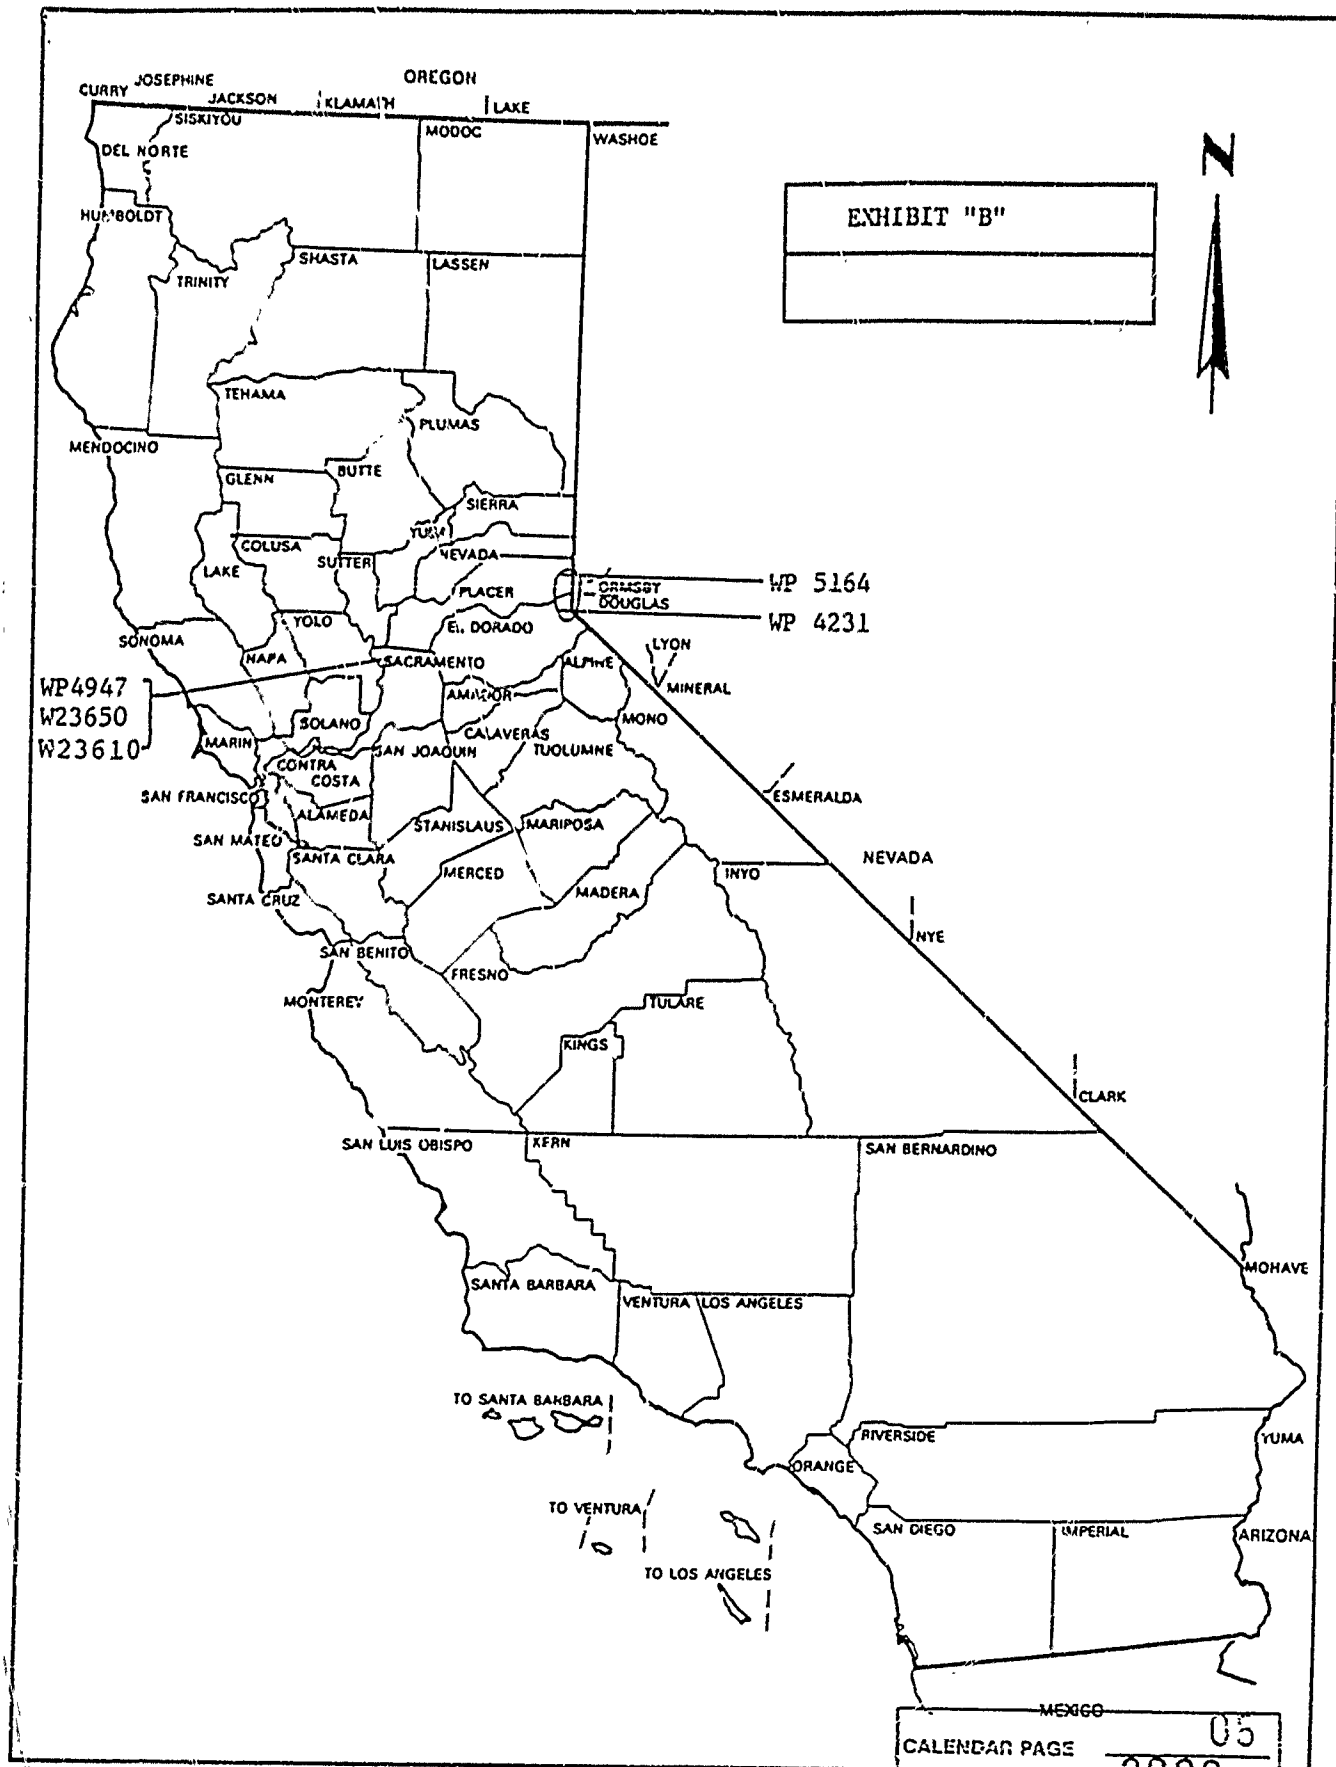 OREGON
CURRY
JOSEPHINE
JACKSON
KLAMATH
LAKE
SISKIYOU
MODOC
WASHOE
DEL NORTE
N
HUMBOLDT
EXHIBIT "B"
TRINITY
SHASTA
LASSEN
TEHAMA
PLUMAS
MENDOCINO
GLENN
BUTTE
SIERRA
COLUSA
SUTTER
NEVADA
LAKE
PLACER
ORMSBY
DOUGLAS
WP 5164
WP 4231
SONOMA
YOLO
EL DORADO
NAPA
SACRAMENTO
ALPINE
LYON
MINERAL
WP4947
W23650
W23610
AMADOR
SOLANO
MONO
MARIN
CALAVERAS
SAN JOAQUIN
TUOLUMNE
CONTRA
COSTA
SAN FRANCISCO
ALAMEDA
STANISLAUS
MARIPOSA
ESMERALDA
SAN MATEO
SANTA CLARA
MERCED
INYO
NEVADA
SANTA CRUZ
MADERA
NYE
SAN BENITO
FRESNO
MONTEREY
TULARE
KINGS
CLARK
SAN LUIS OBISPO
KERN
SAN BERNARDINO
MOHAVE
SANTA BARBARA
VENTURA
LOS ANGELES
TO SANTA BARBARA
RIVERSIDE
YUMA
ORANGE
TO VENTURA
SAN DIEGO
IMPERIAL
ARIZONA
TO LOS ANGELES
MEXICO
CALENDAR PAGE 05